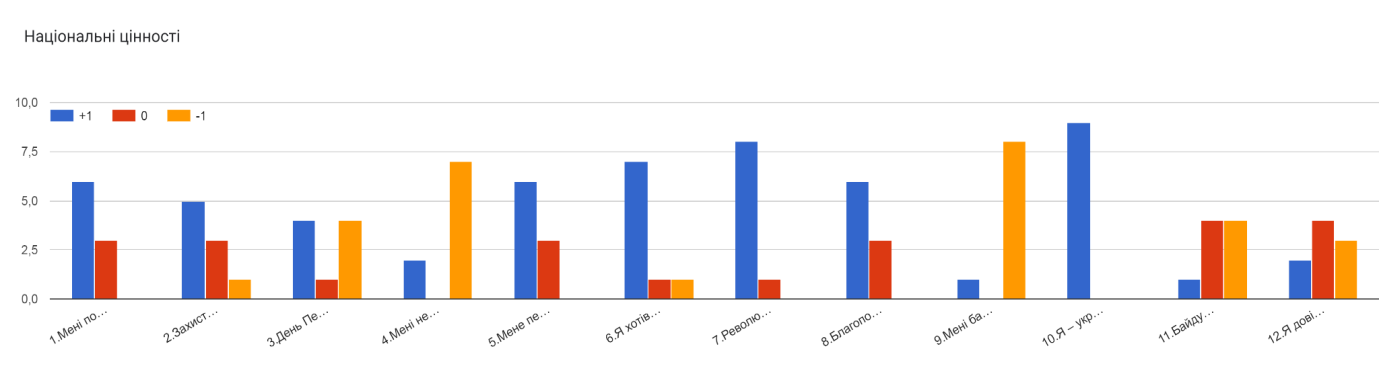 Національні цінності
10,0
+1 0 -1
7,5
5,0
2,5
0,0
1.Мені по…
2.Захист…
3.День Пе…
4.Мені не…
5.Мене пе…
6.Я хотів…
7.Револю…
8.Благопо…
9.Мені ба…
10.Я – укр…
11.Байду…
12.Я дові…